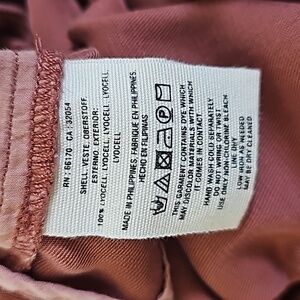 RN: 66170 CA: 32054
SHELL, VESTE, OBERSTOFF
ESTERNO, EXTERIOR
100% LYOCELL, LYOCELL, LYOCELL,
LYOCELL
MADE IN PHILIPPINES, FABRIQUE EN PHILIPPINES,
HECHO EN FILIPINAS
THIS GARMENT CONTAINS DYE WHICH
MAY DISCOLOR MATERIALS WITH WHICH
IT COMES IN CONTACT
HAND WASH COLD SEPARATELY
DO NOT WRING OR TWIST
USE ONLY NON-CHLORINE BLEACH
LINE DRY
LOW IRON AS NEEDED
MAY BE DRY CLEANED